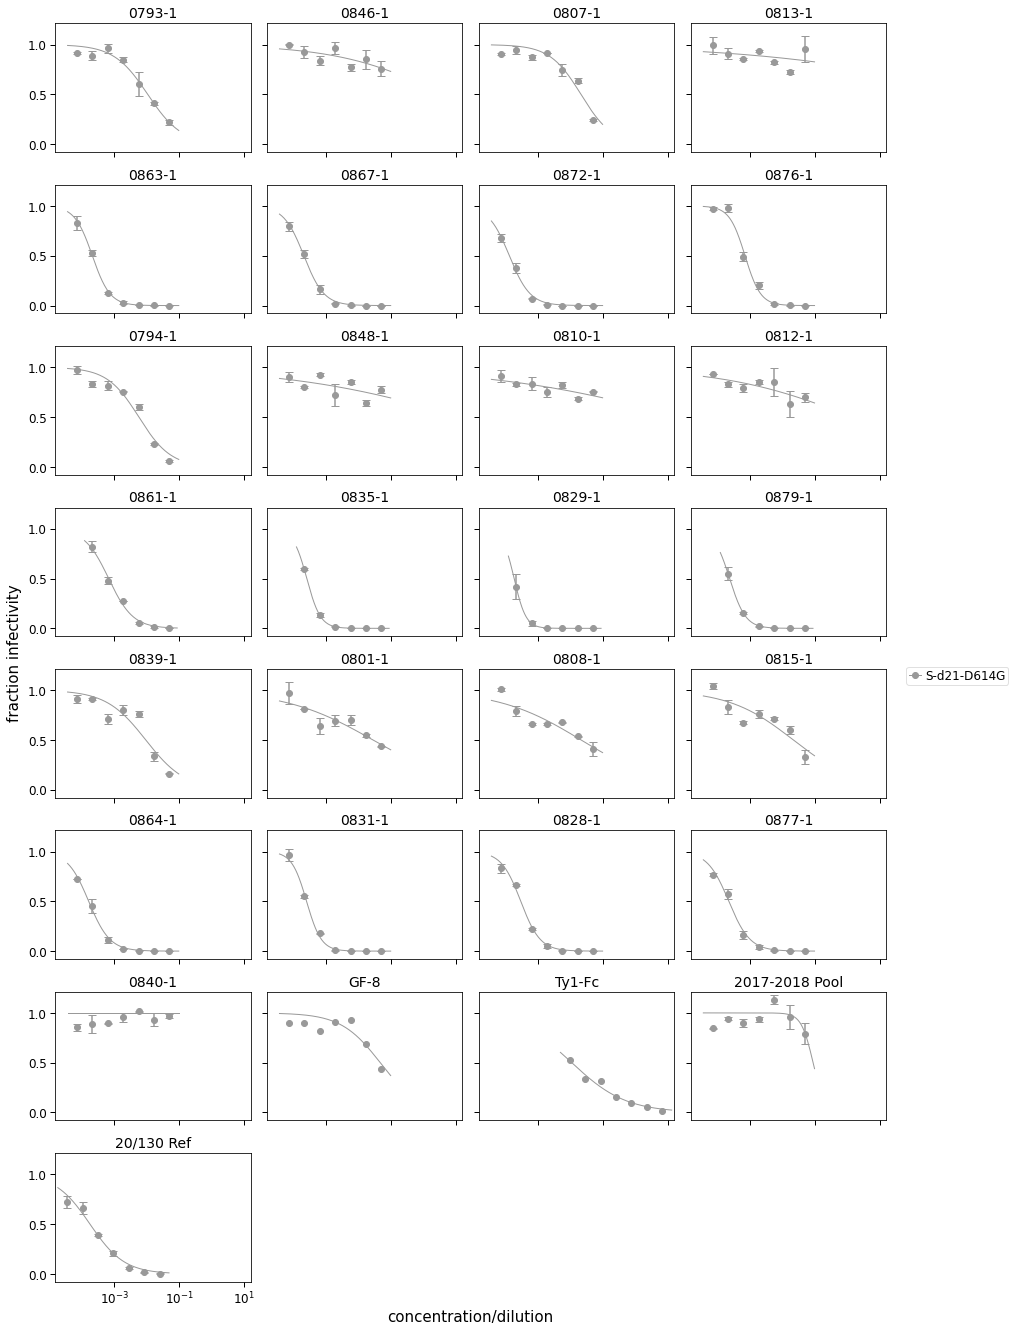 0793-1 0846-1 0807-1 0813-1
1.0
0.5
0.0
0863-1 0867-1 0872-1 0876-1
1.0
0.5
0.0
0794-1 0848-1 0810-1 0812-1
1.0
0.5
0.0
0861-1 0835-1 0829-1 0879-1
1.0
0.5
0.0
fraction infectivity
0839-1 0801-1 0808-1 0815-1
1.0
0.5
0.0
S-d21-D614G
0864-1 0831-1 0828-1 0877-1
1.0
0.5
0.0
0840-1 GF-8 Ty1-Fc 2017-2018 Pool
1.0
0.5
0.0
20/130 Ref
1.0
0.5
0.0
10⁻³ 10⁻¹ 10¹
concentration/dilution